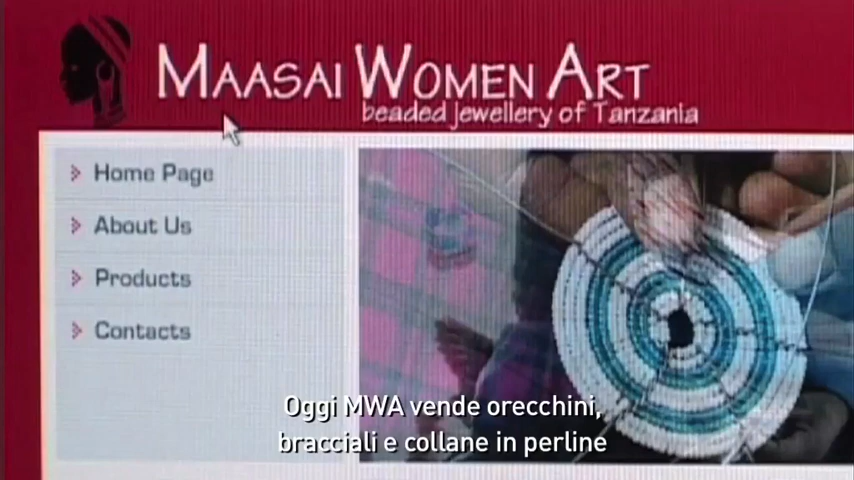 MAASAI WOMEN ART
beaded jewellery of Tanzania
Home Page
About Us
Products
Contacts
Oggi MWA vende orecchini,
bracciali e collane in perline